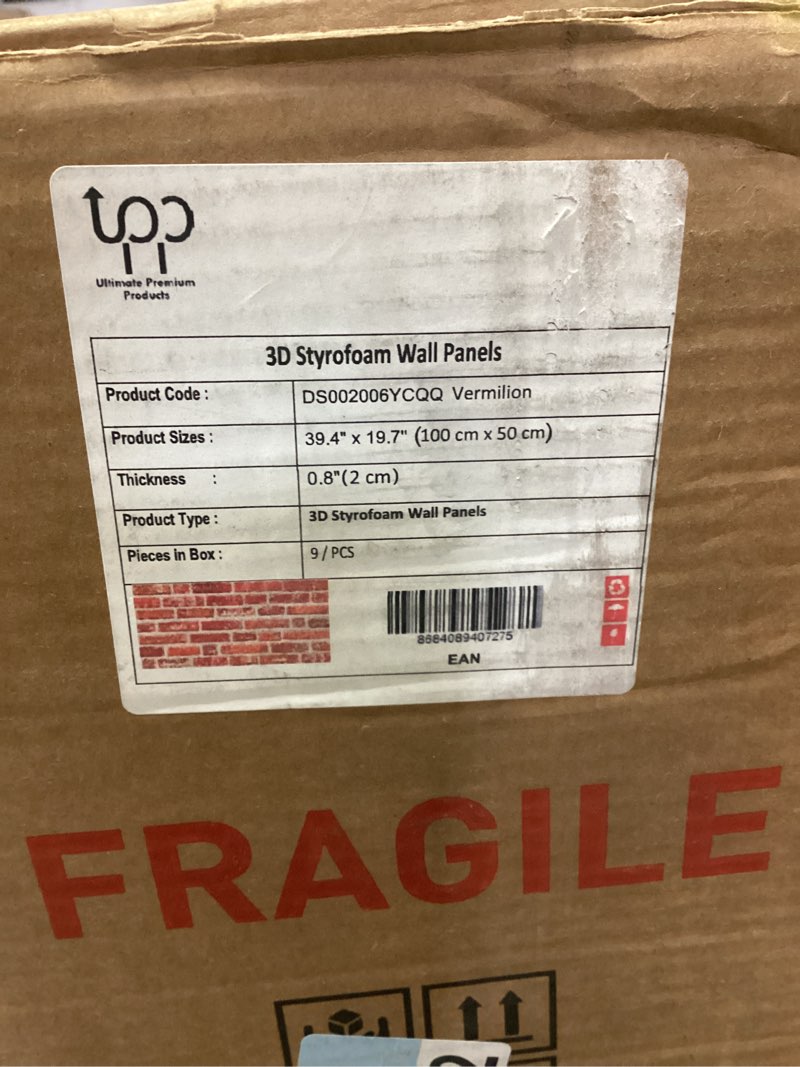 upp
Ultimate Premium
Products
3D Styrofoam Wall Panels
Product Code : DS002006YCQQ Vermilion
Product Sizes : 39.4" x 19.7" (100 cm x 50 cm)
Thickness : 0.8"(2 cm)
Product Type : 3D Styrofoam Wall Panels
Pieces in Box : 9 / PCS
8684089407275
EAN
FRAGILE